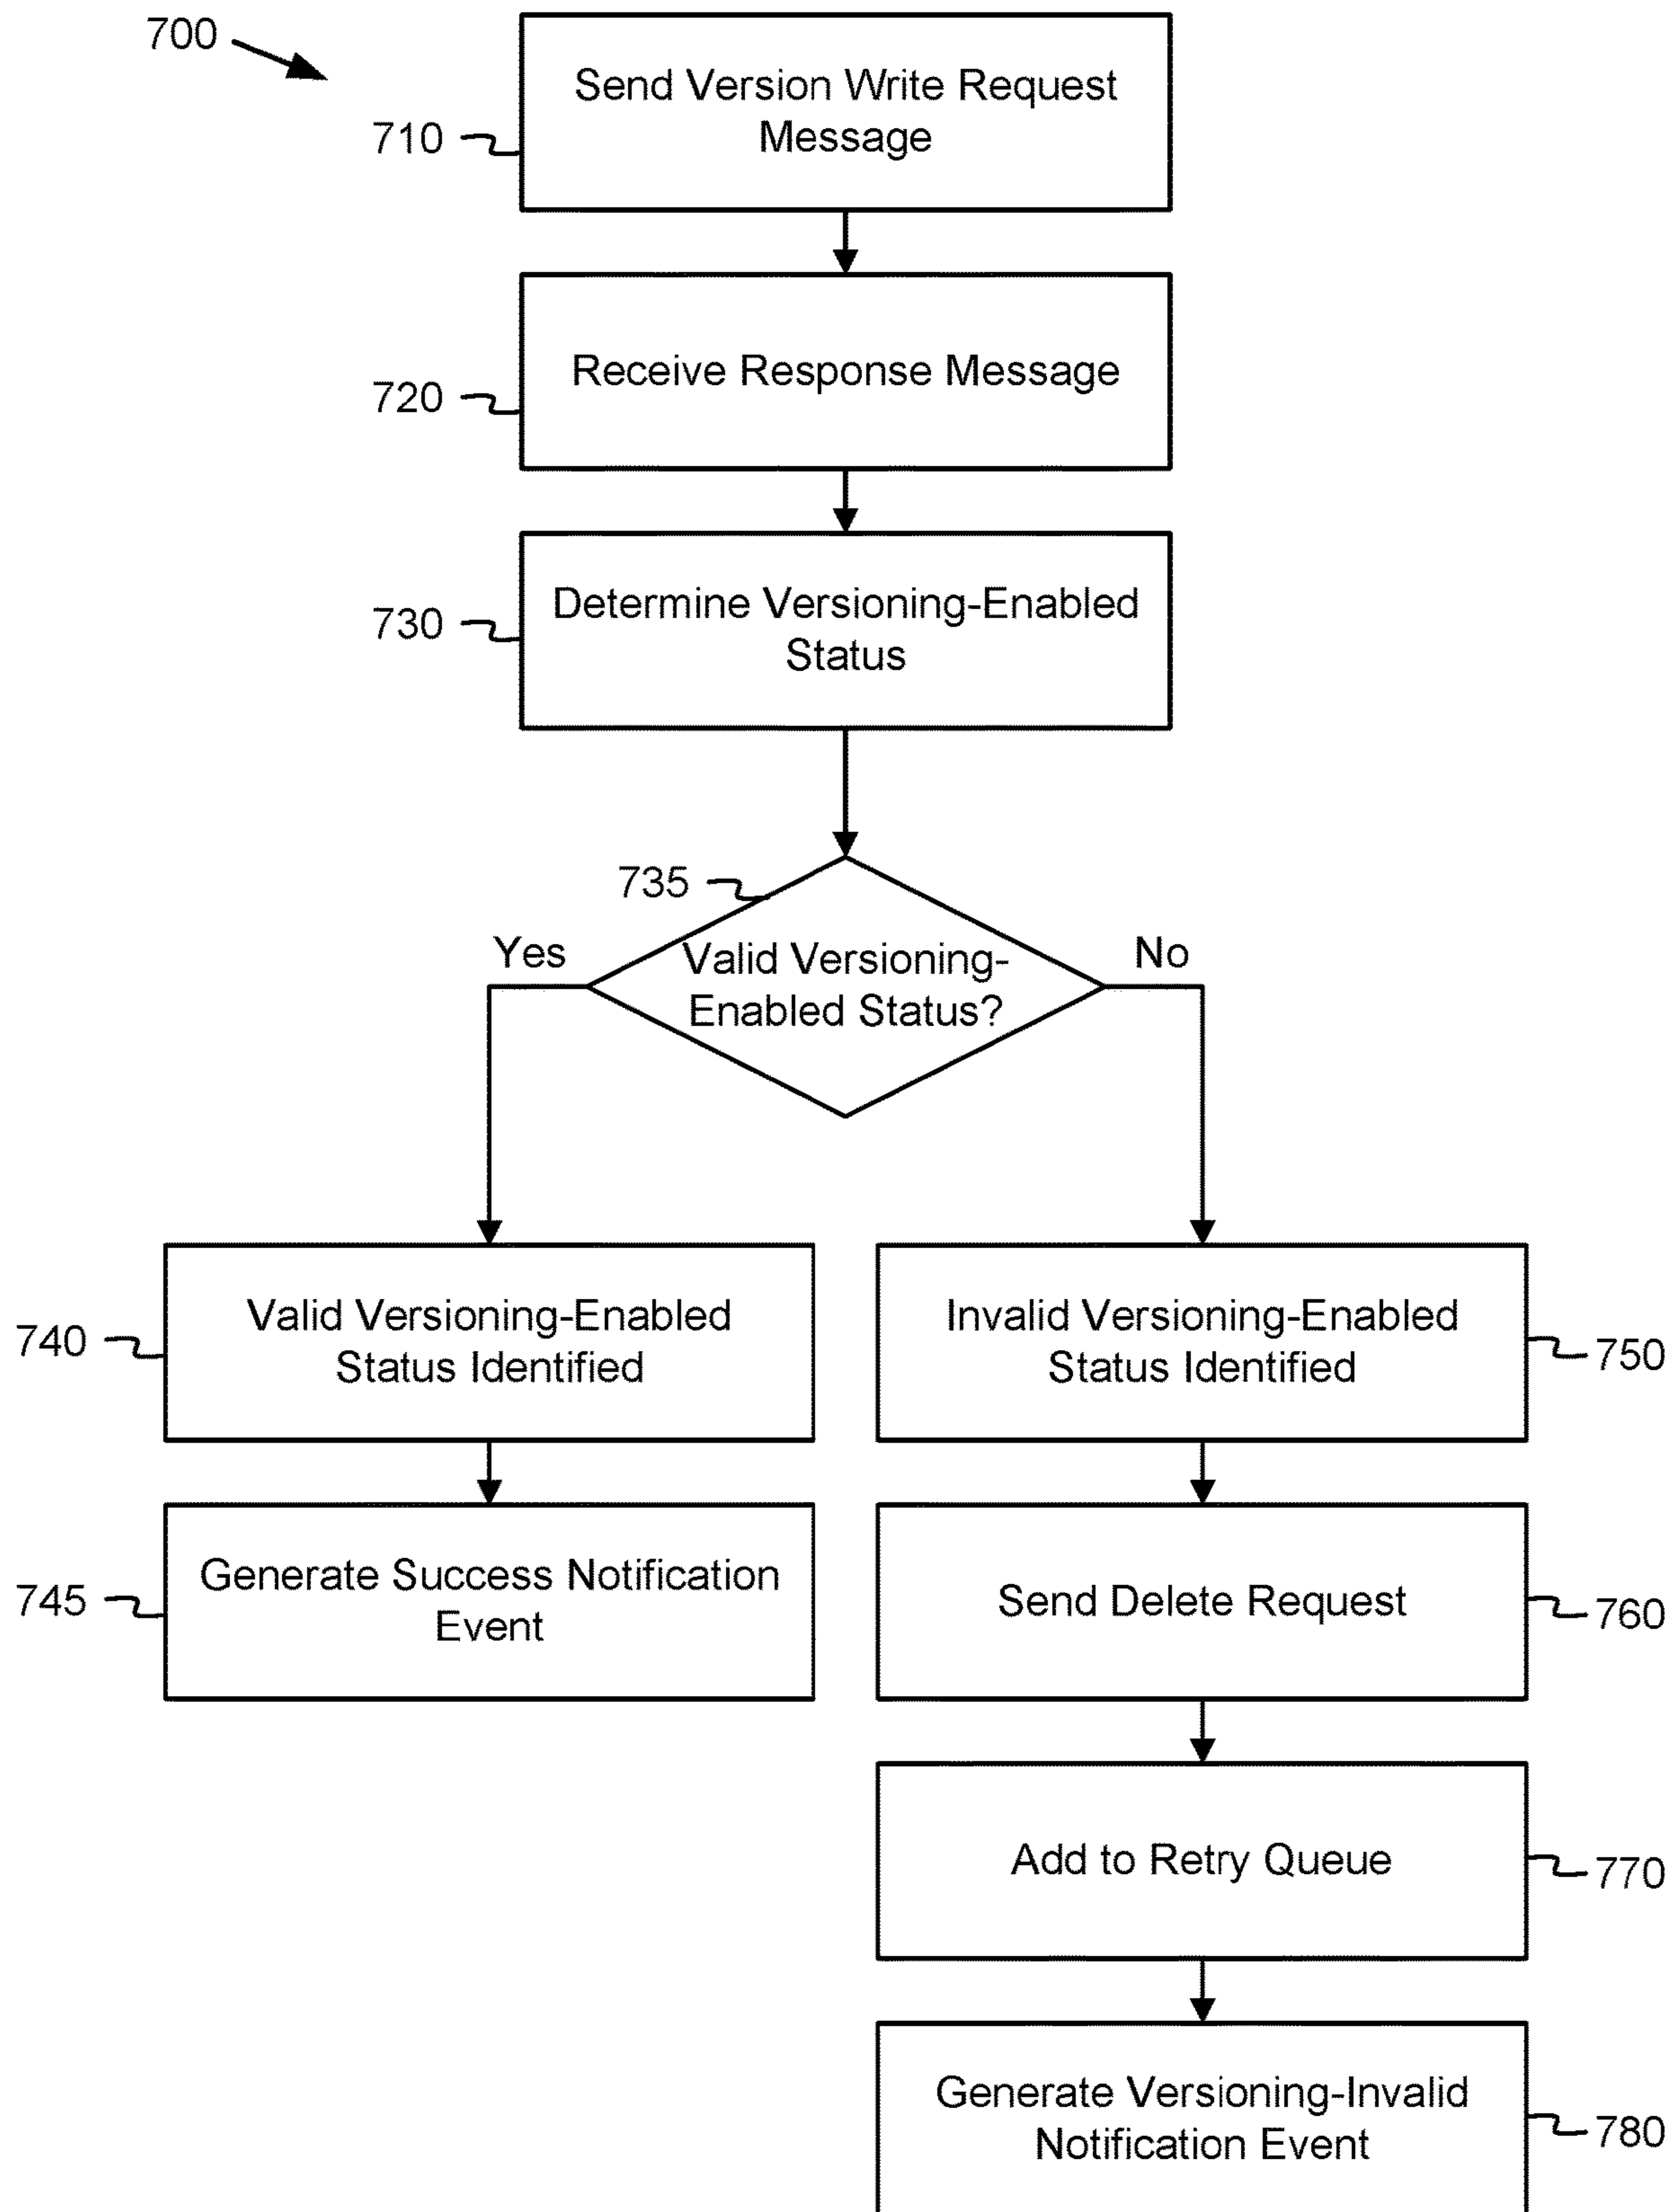 700
Send Version Write Request
Message
710
Receive Response Message
720
Determine Versioning-Enabled
Status
730
735
Yes
Valid Versioning-
Enabled Status?
No
Valid Versioning-Enabled
Status Identified
740
Invalid Versioning-Enabled
Status Identified
750
Generate Success Notification
Event
745
Send Delete Request
760
Add to Retry Queue
770
Generate Versioning-Invalid
Notification Event
780